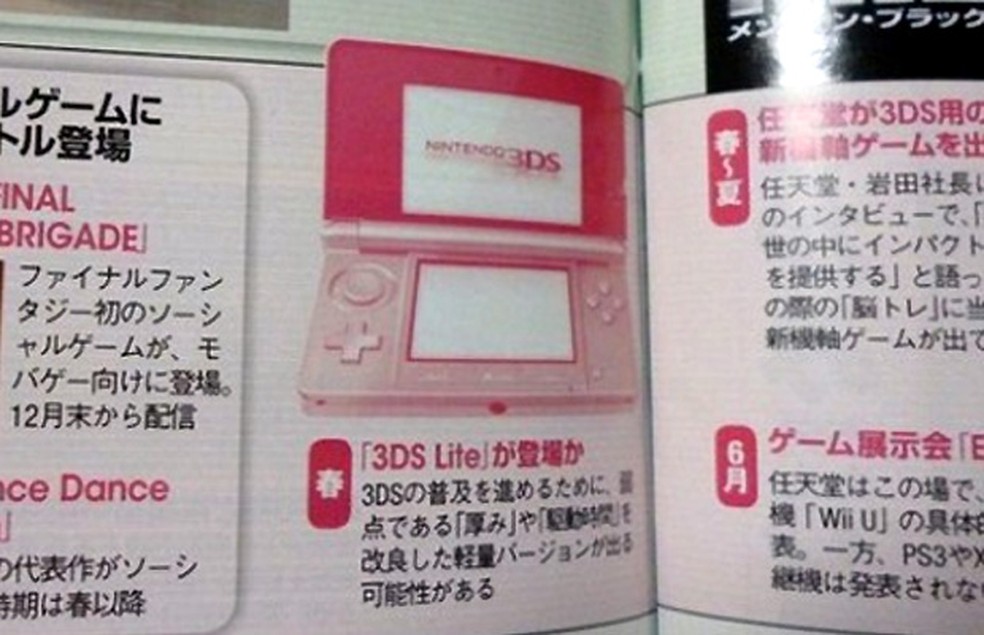 ルゲームに
トル登場
FINAL
BRIGADE」
ファイナルファン
タジー初のソーシ
ャルゲームが、モ
バゲー向けに登場。
12月末から配信
nce Dance
」
の代表作がソーシ
時期は春以降
NINTENDO 3DS
春
「3DS Lite」が登場か
3DSの普及を進めるために、弱
点である「厚み」や「駆動時間」を
改良した軽量バージョンが出る
可能性がある
ン・ブラック
春〜夏
任天堂が3DS用の
新機軸ゲームを出
任天堂・岩田社長は
のインタビューで、「
世の中にインパクト
を提供する」と語っ
の際の「脳トレ」に当
新機軸ゲームが出て
6月
ゲーム展示会「E
任天堂はこの場で、
機「Wii U」の具体的
表。一方、PS3やX
継機は発表されない